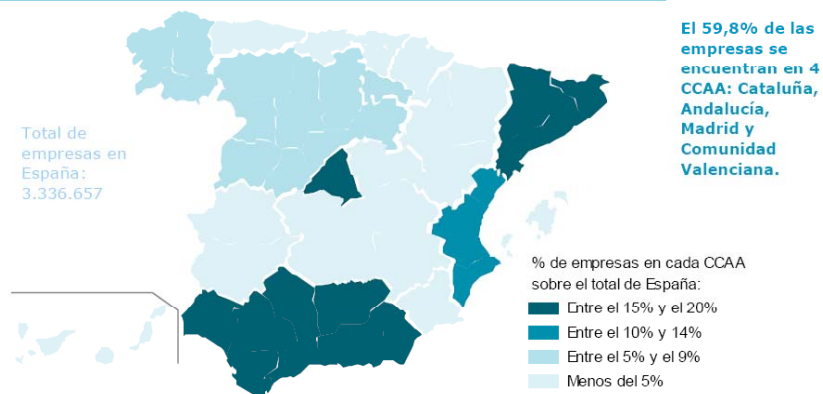 El 59,8% de las
empresas se
encuentran en 4
CCAA: Cataluña,
Andalucía,
Madrid y
Comunidad
Valenciana.
Total de
empresas en
España:
3.336.657
% de empresas en cada CCAA
sobre el total de España:
Entre el 15% y el 20%
Entre el 10% y 14%
Entre el 5% y el 9%
Menos del 5%